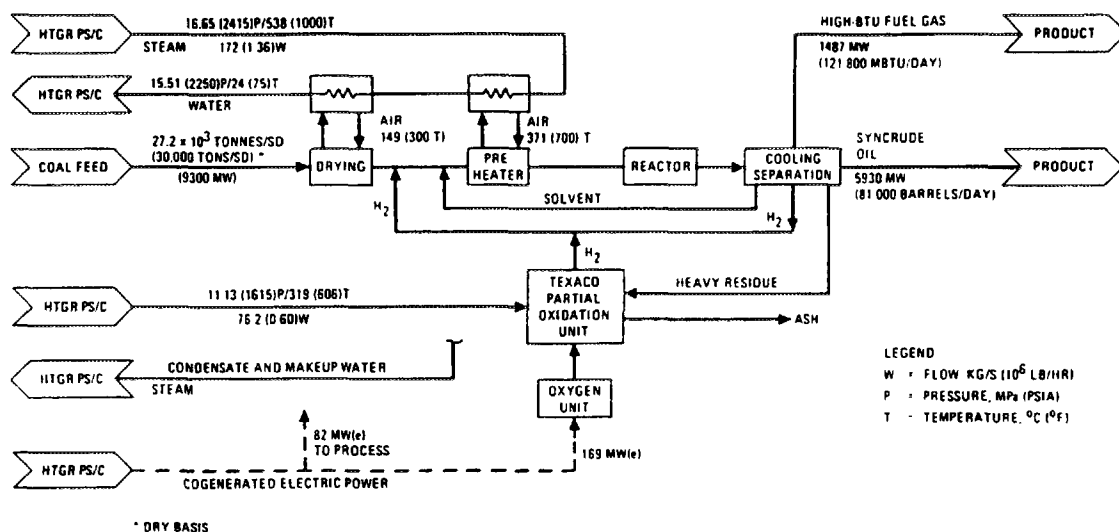 16.65 (2415)P/538 (1000)T
HTGR PS/C
STEAM 172 (1 36)W
15.51 (2250)P/24 (75)T
HTGR PS/C
WATER
AIR
149 (300 T)
AIR
371 (700) T
27.2 × 10³ TONNES/SD
(30,000 TONS/SD) *
COAL FEED
(9300 MW)
DRYING
PRE
HEATER
REACTOR
COOLING
SEPARATION
HIGH-BTU FUEL GAS
1487 MW
(121 800 MBTU/DAY)
PRODUCT
SYNCRUDE
OIL
5930 MW
(81 000 BARRELS/DAY)
PRODUCT
H2
SOLVENT
H2
H2
HEAVY RESIDUE
11 13 (1615)P/319 (606)T
HTGR PS/C
76.2 (0 60)W
TEXACO
PARTIAL
OXIDATION
UNIT
ASH
CONDENSATE AND MAKEUP WATER
HTGR PS/C
STEAM
OXYGEN
UNIT
82 MW(e)
TO PROCESS
169 MW(e)
HTGR PS/C
COGENERATED ELECTRIC POWER
LEGEND
W = FLOW KG/S (10⁶ LB/HR)
P = PRESSURE, MPa (PSIA)
T - TEMPERATURE, °C (°F)
* DRY BASIS